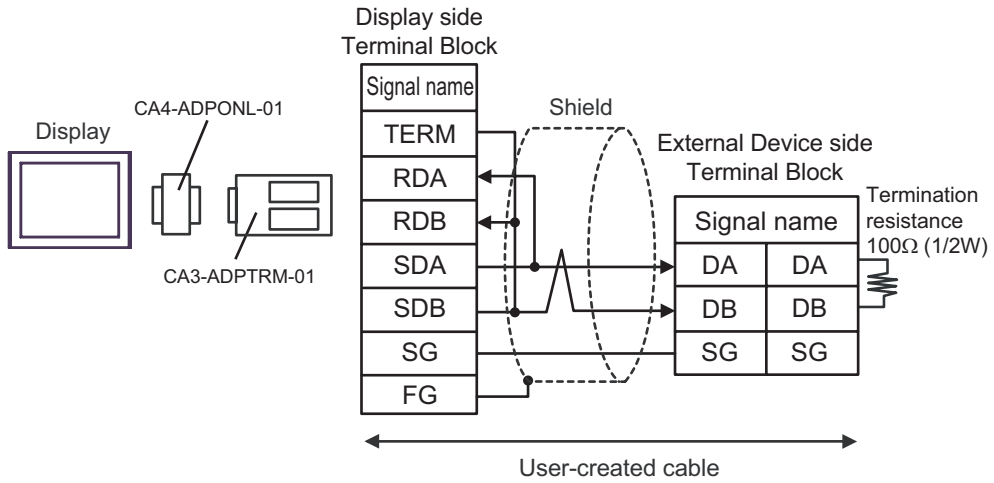 Display side
Terminal Block
Signal name
TERM
RDA
RDB
SDA
SDB
SG
FG
CA4-ADPONL-01
Display
CA3-ADPTRM-01
Shield
External Device side
Terminal Block
Signal name
DA DA
DB DB
SG SG
Termination
resistance
100Ω (1/2W)
User-created cable